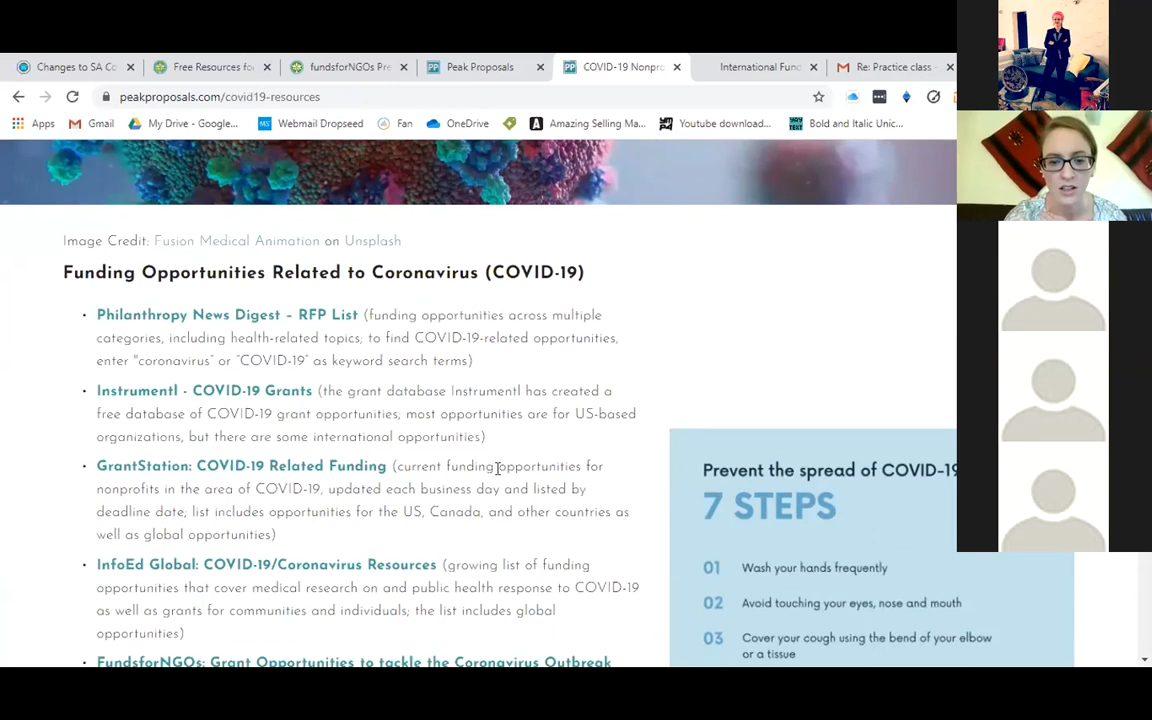 Changes to SA Co
Free Resources fo
fundsforNGOs Pre
Peak Proposals
COVID-19 Nonpro
International Fund
Re: Practice class
peakproposals.com/covid19-resources
Apps
Gmail
My Drive - Google...
Webmail Dropseed
Fan
OneDrive
Amazing Selling Ma...
Youtube download...
Bold and Italic Unic...
Image Credit: Fusion Medical Animation on Unsplash
Funding Opportunities Related to Coronavirus (COVID-19)
• Philanthropy News Digest – RFP List (funding opportunities across multiple
categories, including health-related topics; to find COVID-19-related opportunities,
enter "coronavirus" or "COVID-19" as keyword search terms)
• Instrumentl - COVID-19 Grants (the grant database Instrumentl has created a
free database of COVID-19 grant opportunities; most opportunities are for US-based
organizations, but there are some international opportunities)
• GrantStation: COVID-19 Related Funding (current funding opportunities for
nonprofits in the area of COVID-19, updated each business day and listed by
deadline date; list includes opportunities for the US, Canada, and other countries as
well as global opportunities)
• InfoEd Global: COVID-19/Coronavirus Resources (growing list of funding
opportunities that cover medical research on and public health response to COVID-19
as well as grants for communities and individuals; the list includes global
opportunities)
FundsforNGOs: Grant Opportunities to tackle the Coronavirus Outbreak
Prevent the spread of COVID-19
7 STEPS
01 Wash your hands frequently
02 Avoid touching your eyes, nose and mouth
03 Cover your cough using the bend of your elbow
or a tissue